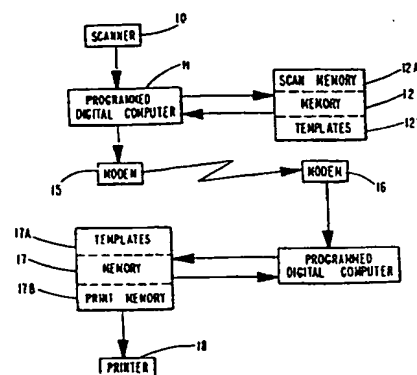 SCANNER
10
11
PROGRAMMED
DIGITAL COMPUTER
SCAN MEMORY
12A
MEMORY
12
TEMPLATES
12
15
MODEM
MODEM
16
17A
TEMPLATES
17
MEMORY
17B
PRINT MEMORY
PROGRAMMED
DIGITAL COMPUTER
18
PRINTER